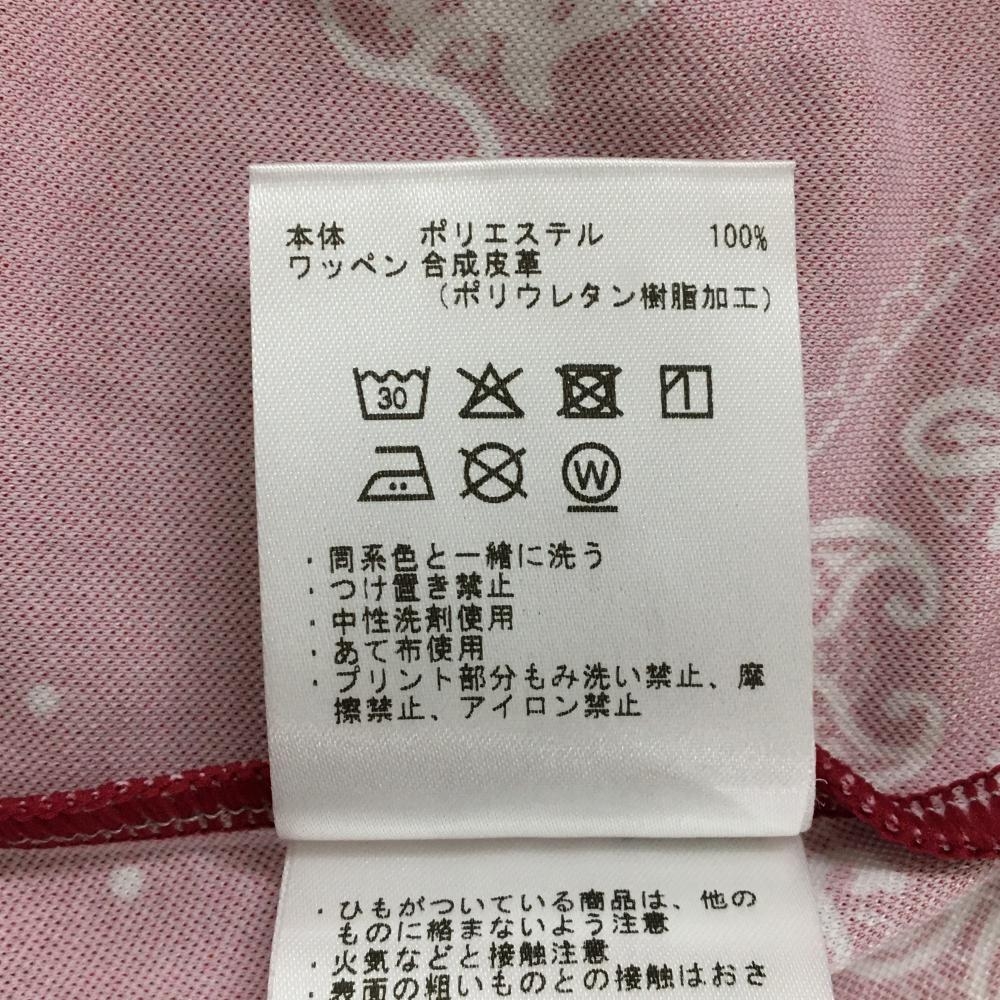 本体 ポリエステル 100%
ワッペン 合成皮革
(ポリウレタン樹脂加工)
30
W
・同系色と一緒に洗う
・つけ置き禁止
・中性洗剤使用
・あて布使用
・プリント部分もみ洗い禁止、摩
擦禁止、アイロン禁止
・ひもがついている商品は、他の
ものに絡まないよう注意
・火気などと接触注意
・表面の粗いものとの接触はおさ